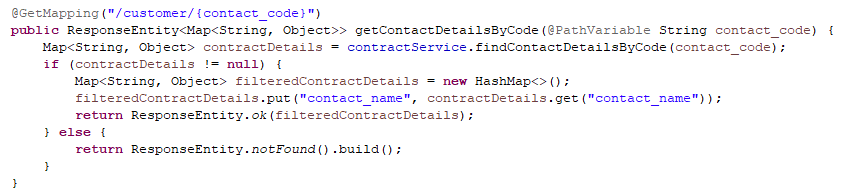 @GetMapping("/customer/{contact_code}")
public ResponseEntity<Map<String, Object>> getContactDetailsByCode(@PathVariable String contact_code) {
    Map<String, Object> contractDetails = contractService.findContactDetailsByCode(contact_code);
    if (contractDetails != null) {
        Map<String, Object> filteredContractDetails = new HashMap<>();
        filteredContractDetails.put("contact_name", contractDetails.get("contact_name"));
        return ResponseEntity.ok(filteredContractDetails);
    } else {
        return ResponseEntity.notFound().build();
    }
}